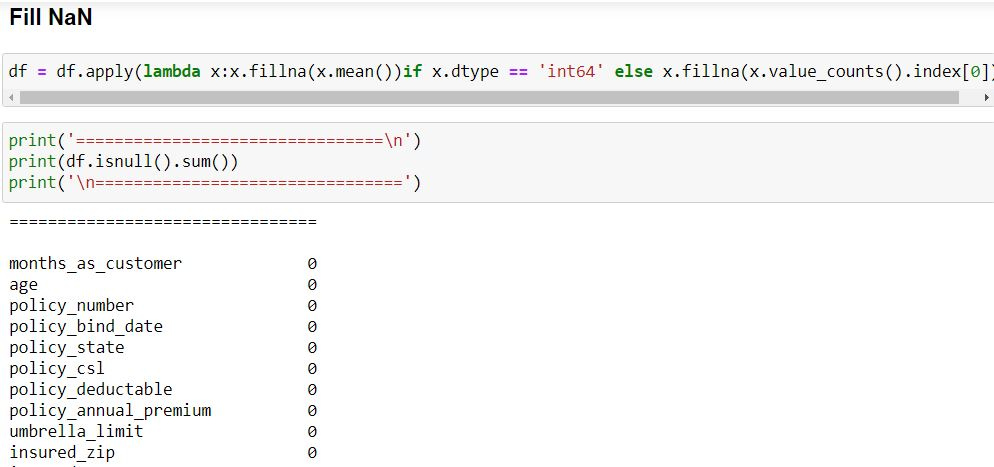 Fill NaN
df = df.apply(lambda x:x.fillna(x.mean())if x.dtype == 'int64' else x.fillna(x.value_counts().index[0])
print('================================\n')
print(df.isnull().sum())
print('\n================================')
================================
months_as_customer 0
age 0
policy_number 0
policy_bind_date 0
policy_state 0
policy_csl 0
policy_deductable 0
policy_annual_premium 0
umbrella_limit 0
insured_zip 0